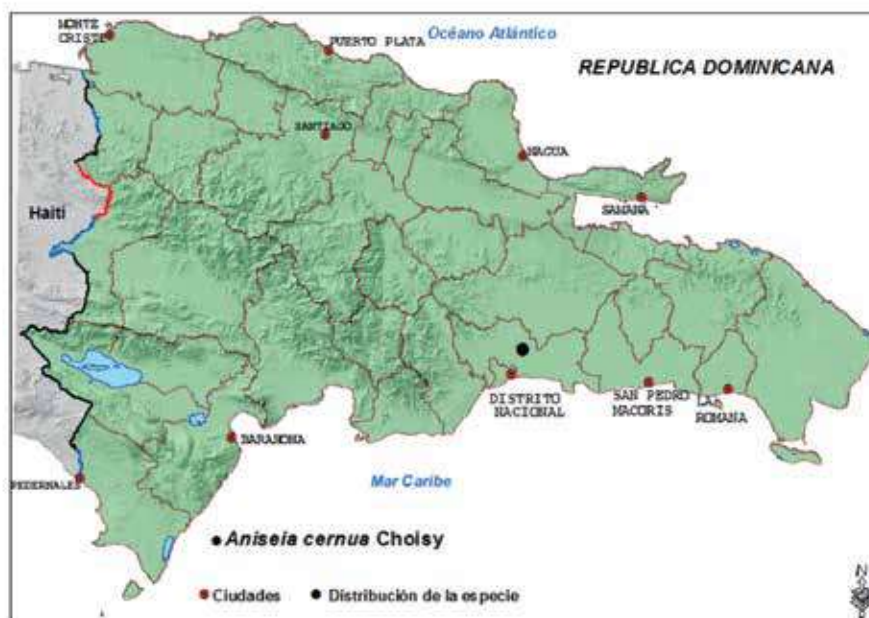 MONTE
CRISTI
PUERTO PLATA
Océano Atlántico
REPUBLICA DOMINICANA
SANTIAGO
NAGUA
SAMANA
Haití
DISTRITO
NACIONAL
SAN PEDRO
MACORIS
LA
ROMANA
BARAHONA
PEDERNALES
Mar Caribe
Aniseia cernua Choisy
Ciudades
Distribución de la especie
N